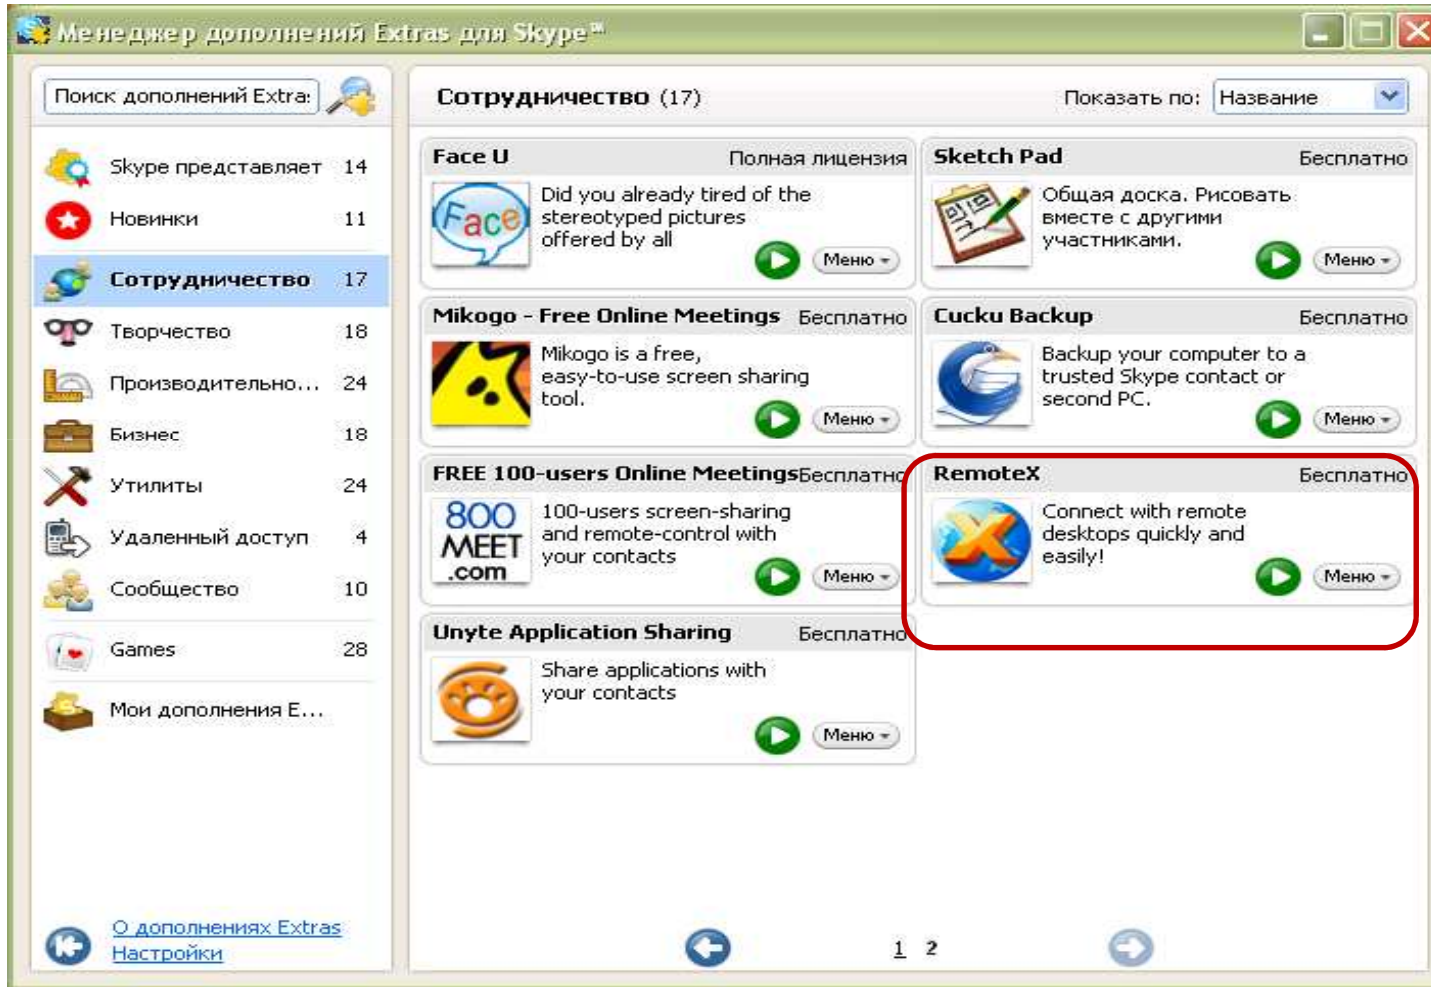 Менеджер дополнений Extras для Skype™
Поиск дополнений Extra:
Skype представляет 14
Новинки 11
Сотрудничество 17
Творчество 18
Производительно... 24
Бизнес 18
Утилиты 24
Удаленный доступ 4
Сообщество 10
Games 28
Мои дополнения E...
О дополнениях Extras
Настройки
Сотрудничество (17)
Показать по: Название
Face U Полная лицензия
Face
Did you already tired of the
stereotyped pictures
offered by all
Меню
Sketch Pad Бесплатно
Общая доска. Рисовать
вместе с другими
участниками.
Меню
Mikogo - Free Online Meetings Бесплатно
Mikogo is a free,
easy-to-use screen sharing
tool.
Меню
Cucku Backup Бесплатно
Backup your computer to a
trusted Skype contact or
second PC.
Меню
FREE 100-users Online Meetings Бесплатно
800
MEET
.com
100-users screen-sharing
and remote-control with
your contacts
Меню
RemoteX Бесплатно
X
Connect with remote
desktops quickly and
easily!
Меню
Unyte Application Sharing Бесплатно
Share applications with
your contacts
Меню
1 2